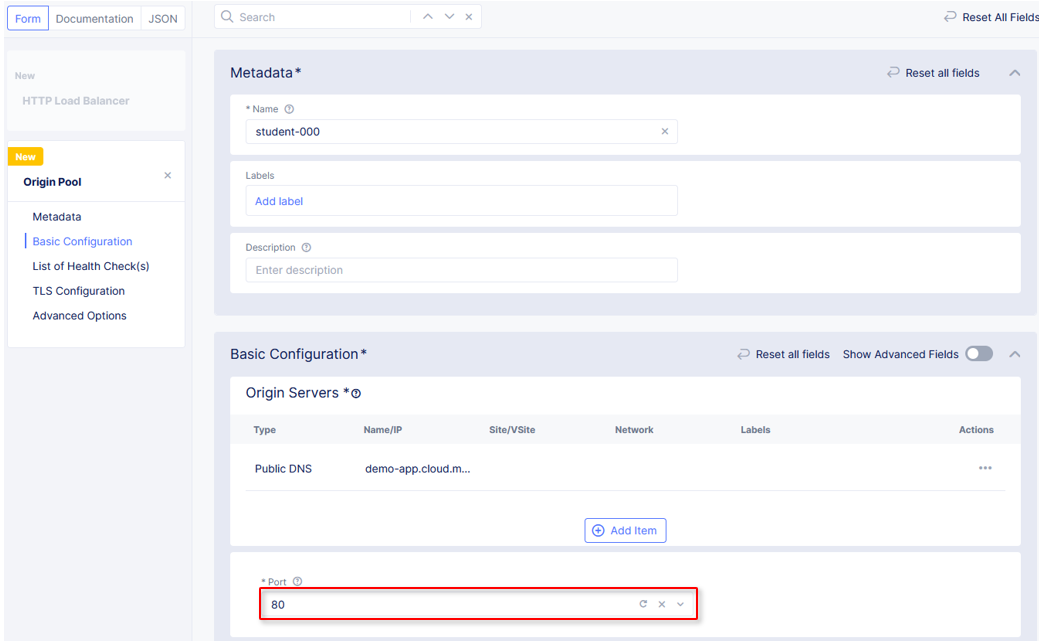 Form Documentation JSON
Search
Reset All Fields
New
HTTP Load Balancer
New
Origin Pool
Metadata
Basic Configuration
List of Health Check(s)
TLS Configuration
Advanced Options
Metadata*
Reset all fields
* Name
student-000
Labels
Add label
Description
Enter description
Basic Configuration*
Reset all fields Show Advanced Fields
Origin Servers *
Type Name/IP Site/VSite Network Labels Actions
Public DNS demo-app.cloud.m...
Add Item
* Port
80